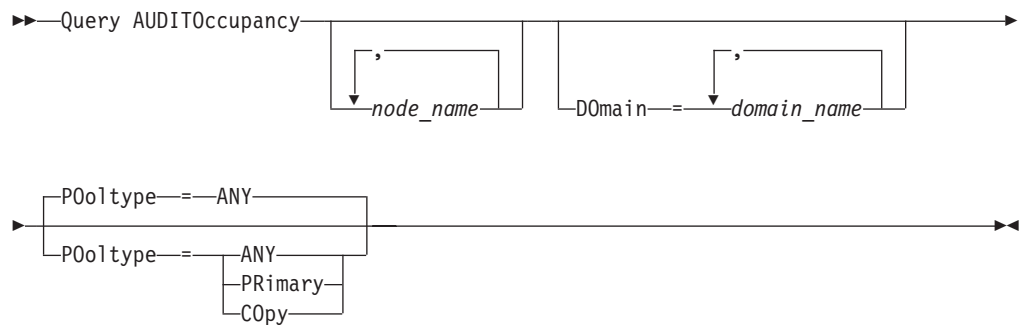 Query AUDITOccupancy
, ,
node_name DOmain = domain_name
POoltype = ANY
POoltype = ANY
PRimary
COpy